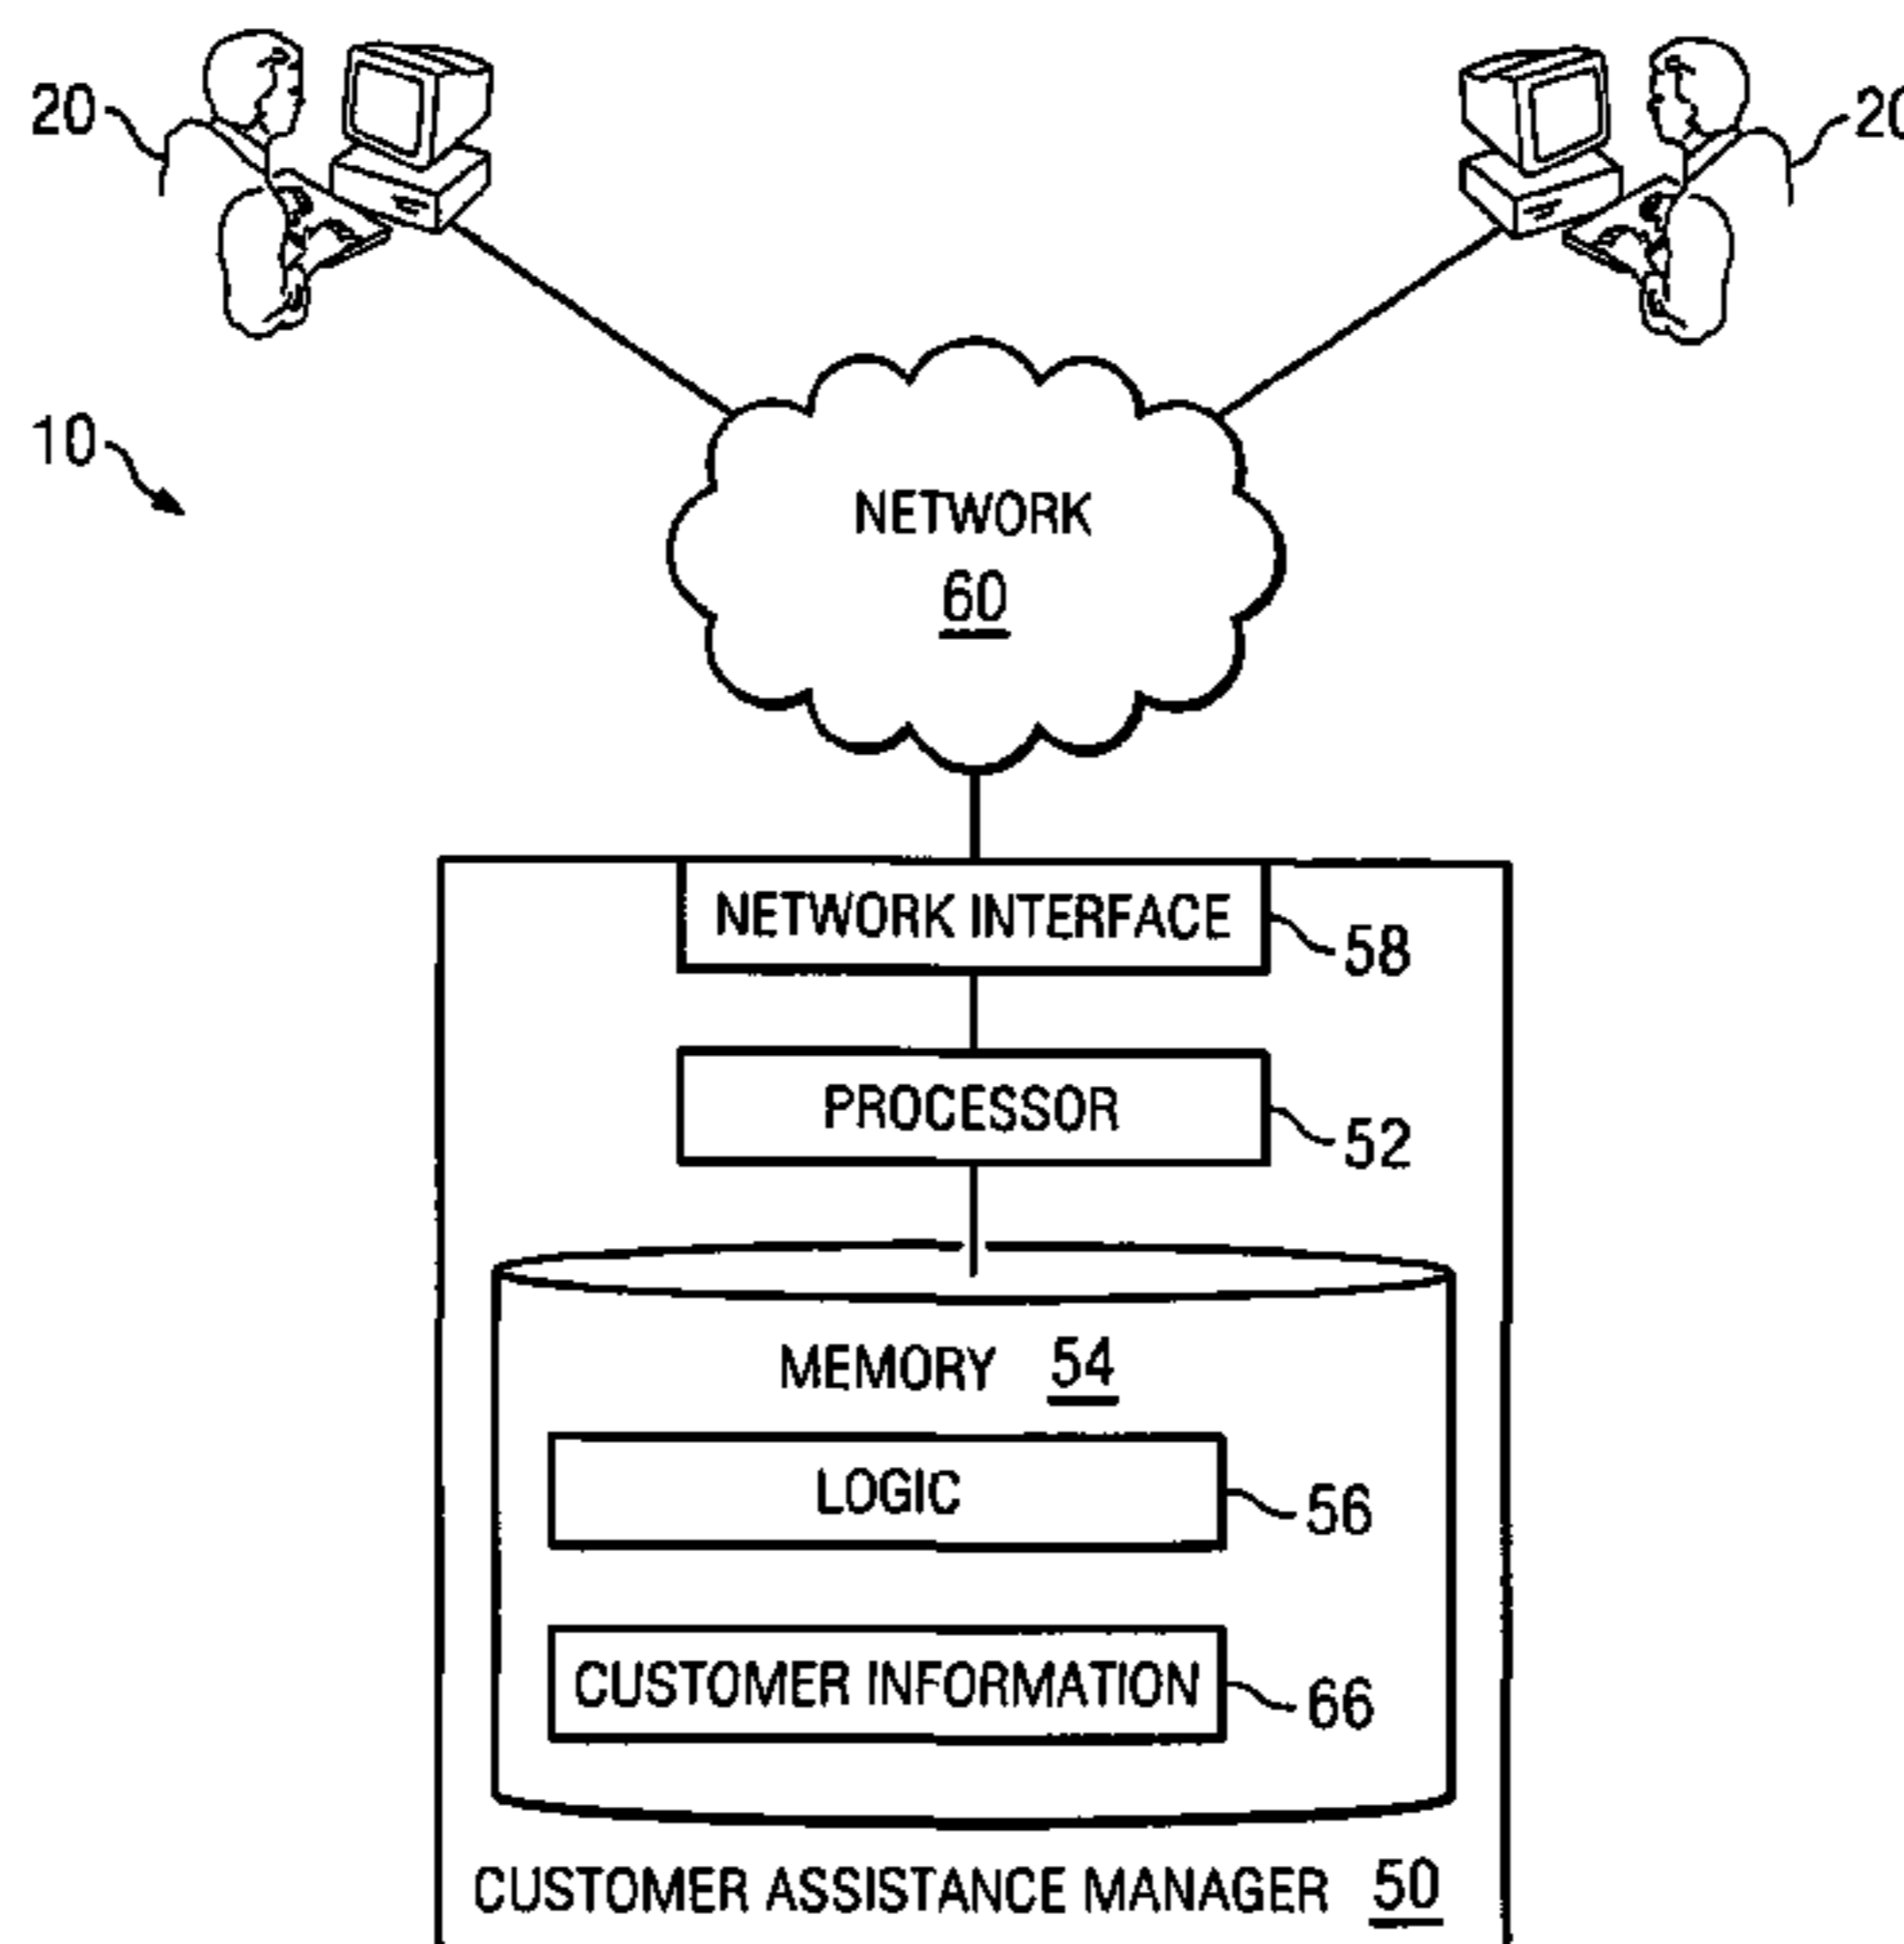 20
20
10
NETWORK
60
NETWORK INTERFACE
58
PROCESSOR
52
MEMORY 54
LOGIC
56
CUSTOMER INFORMATION
66
CUSTOMER ASSISTANCE MANAGER 50